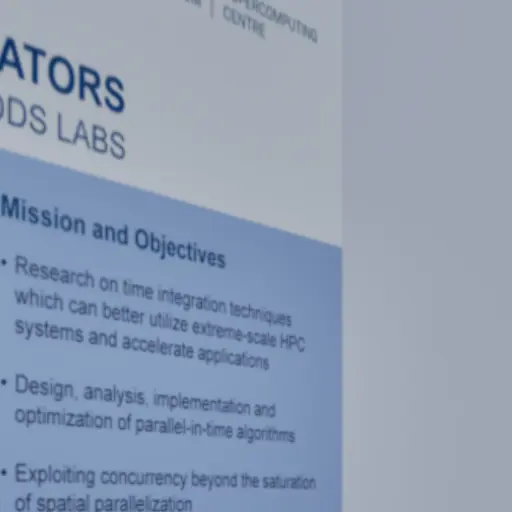 CENTRE
ATORS
ODS LABS
Mission and Objectives
• Research on time integration techniques
which can better utilize extreme-scale HPC
systems and accelerate applications
• Design, analysis, implementation and
optimization of parallel-in-time algorithms
• Exploiting concurrency beyond the saturation
of spatial parallelization